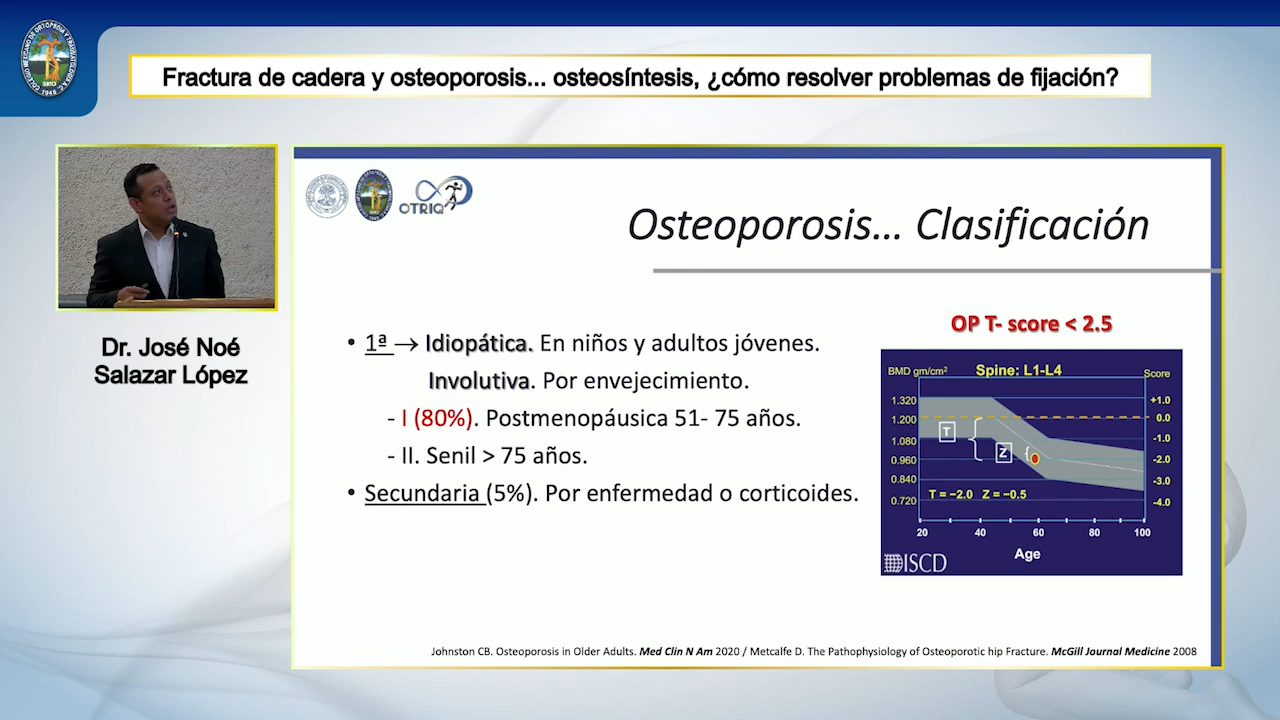 Fractura de cadera y osteoporosis... osteosíntesis, ¿cómo resolver problemas de fijación?
Dr. José Noé
Salazar López
OTRIQ
Osteoporosis... Clasificación
• 1ª → Idiopática. En niños y adultos jóvenes.
Involutiva. Por envejecimiento.
- I (80%). Postmenopáusica 51- 75 años.
- II. Senil > 75 años.
• Secundaria (5%). Por enfermedad o corticoides.
OP T- score < 2.5
BMD gm/cm²
Spine: L1-L4
Score
1.320
+1.0
1.200
0.0
T
1.080
-1.0
Z
0.960
-2.0
0.840
-3.0
T = −2.0 Z = −0.5
0.720
-4.0
20 40 60 80 100
Age
ISCD
Johnston CB. Osteoporosis in Older Adults. Med Clin N Am 2020 / Metcalfe D. The Pathophysiology of Osteoporotic hip Fracture. McGill Journal Medicine 2008